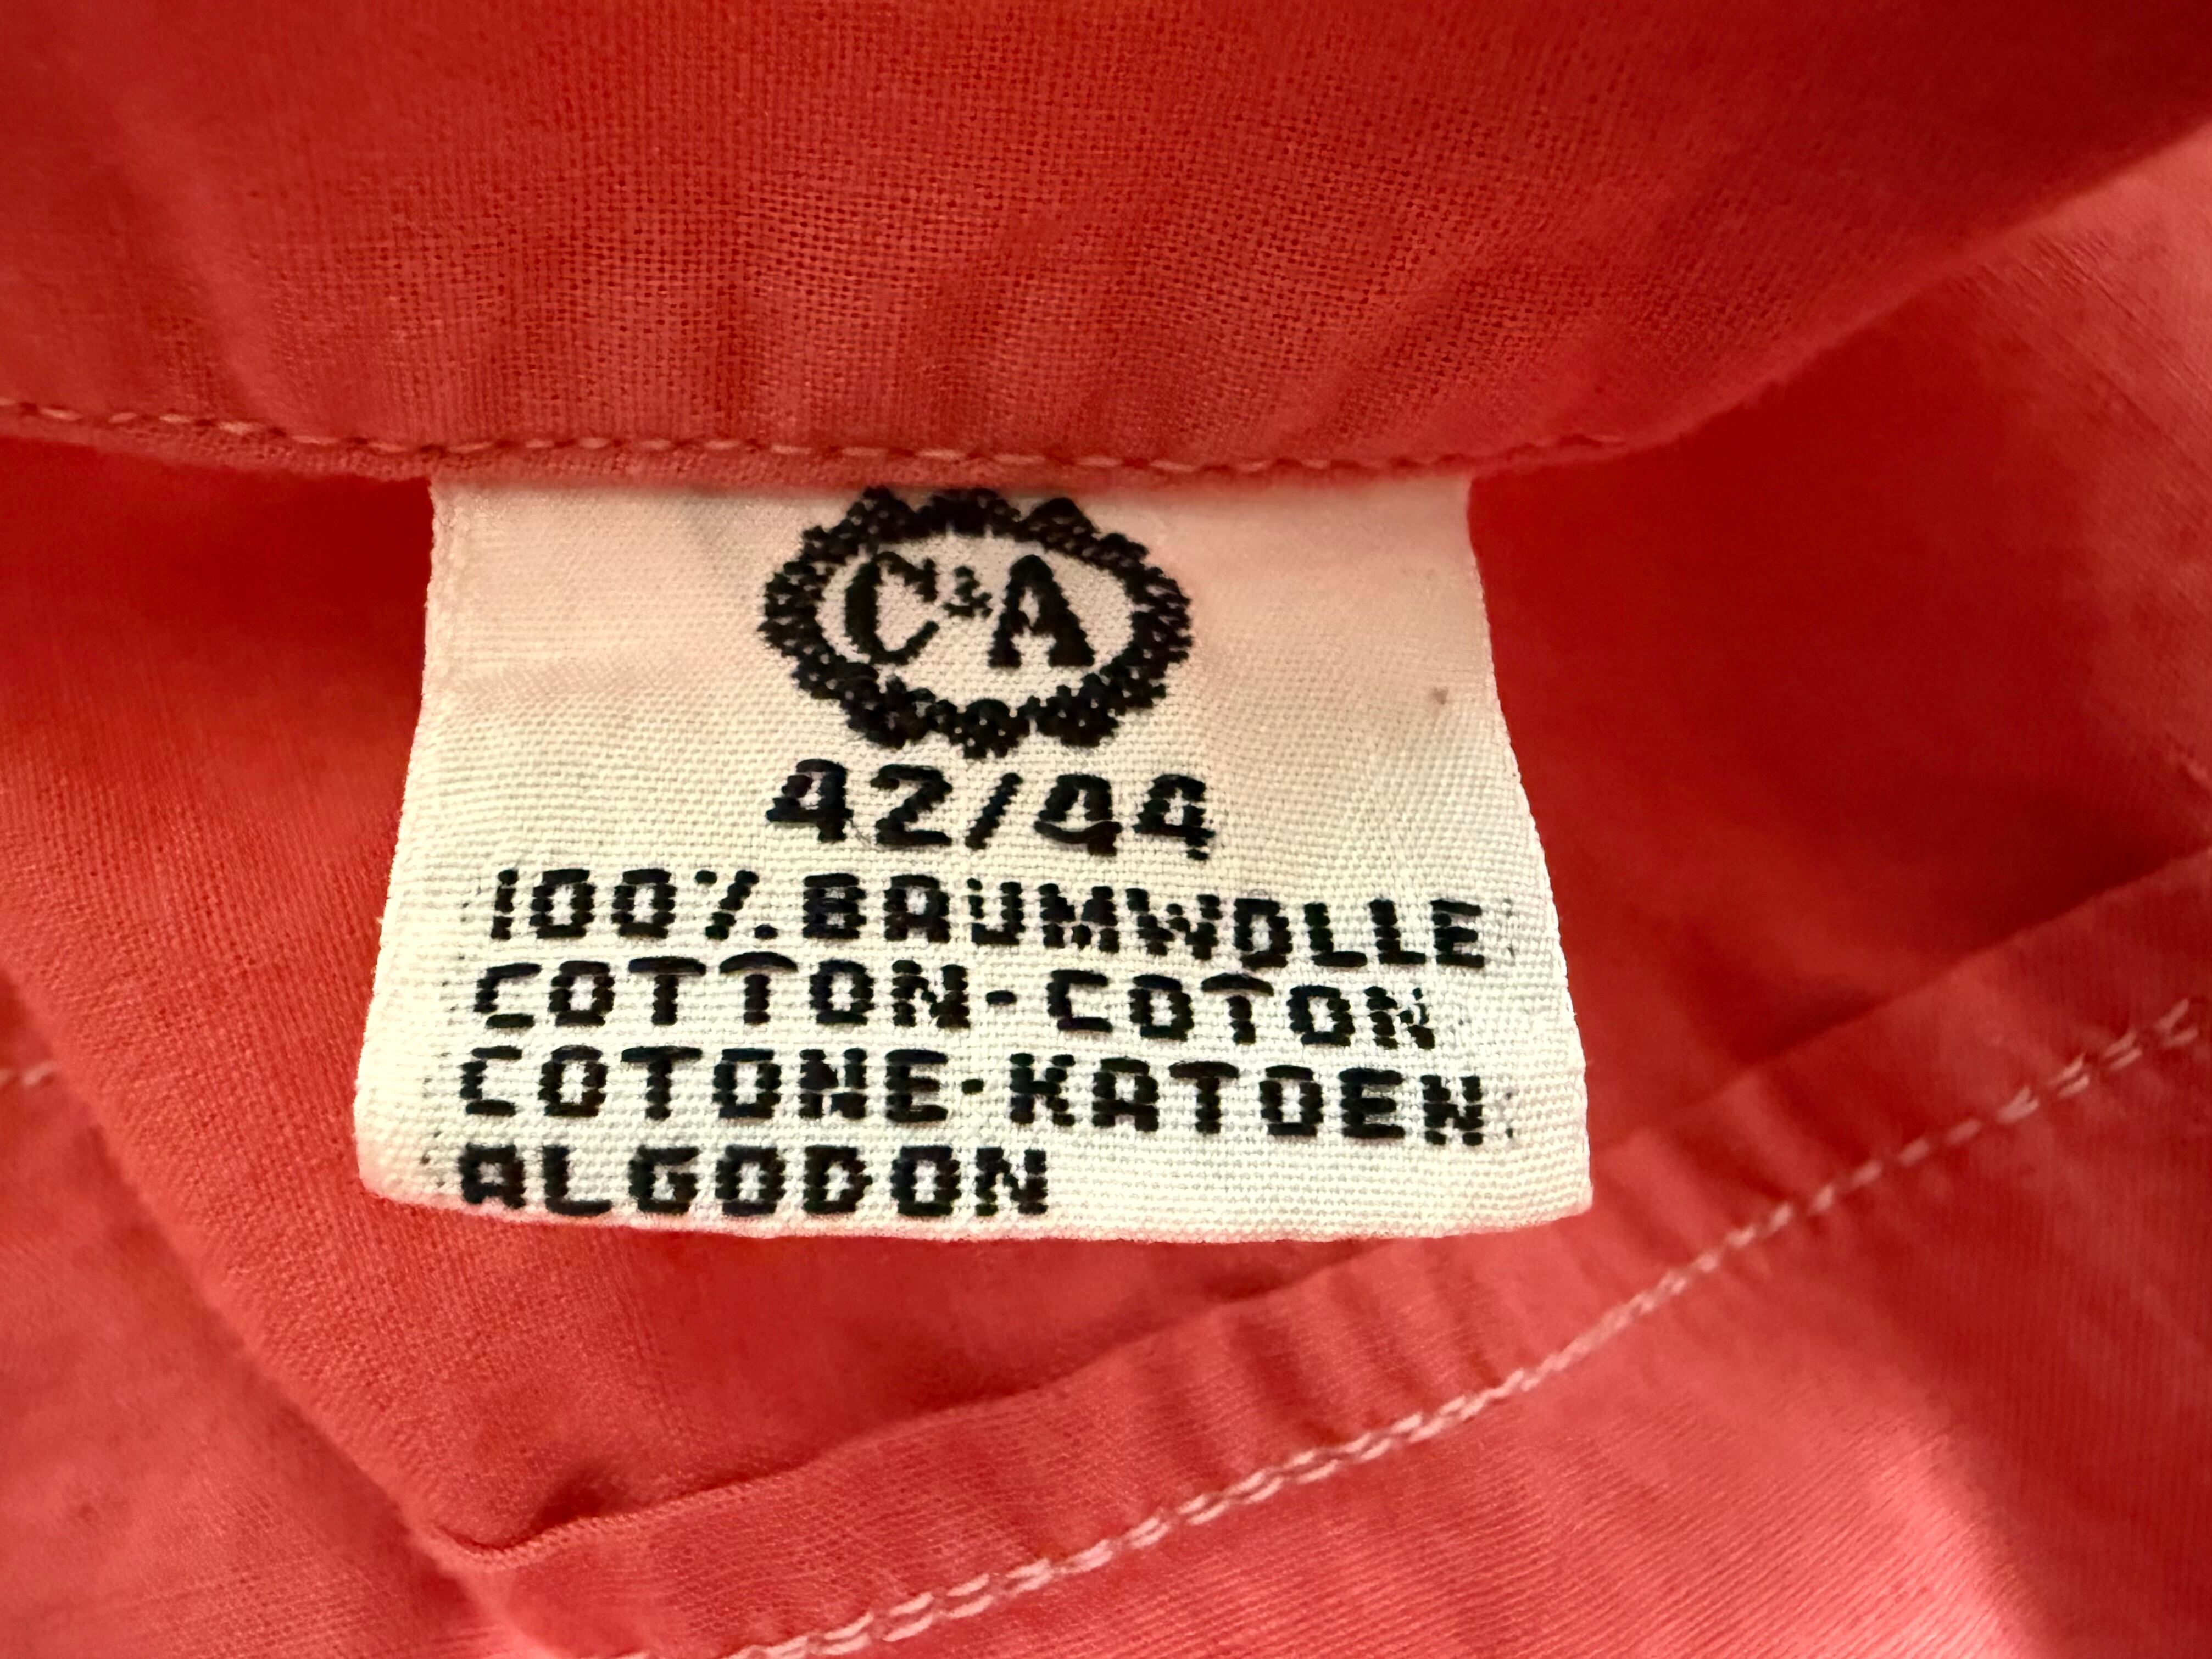 C&A
42/44
100% BAUMWOLLE
COTTON-COTON
COTONE-KATOEN
ALGODON